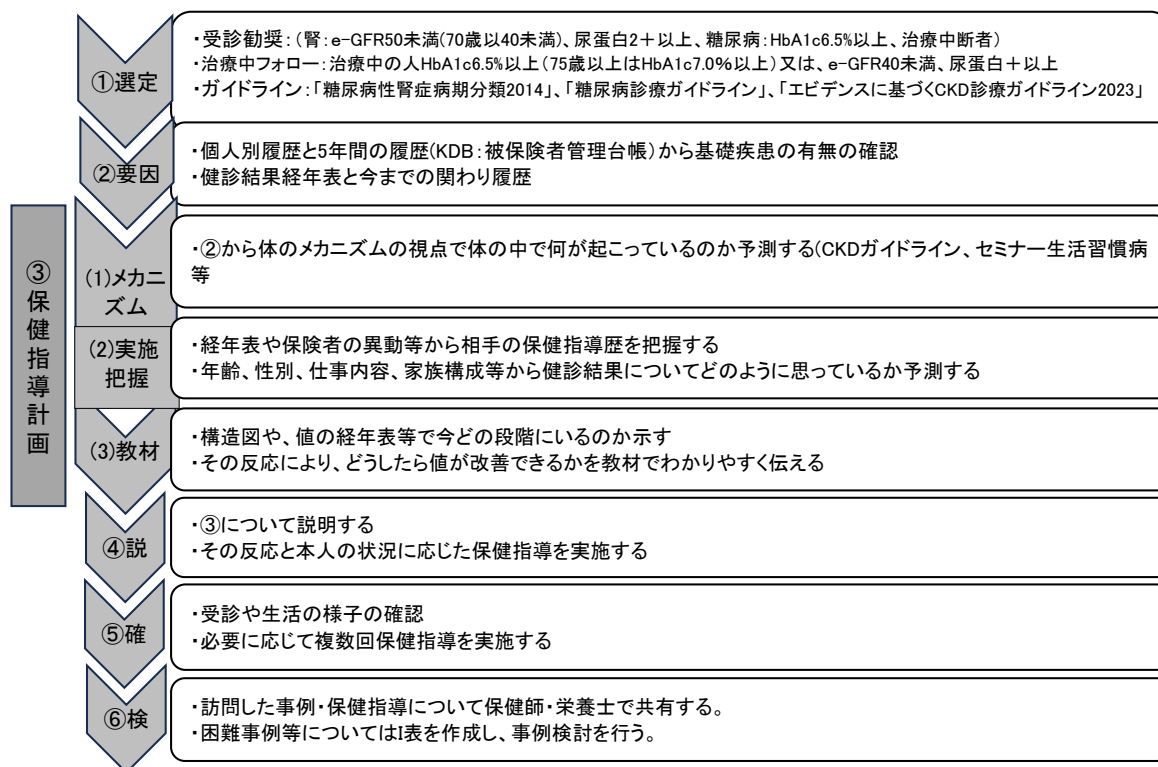 ①選定
・受診勧奨：（腎：e-GFR50未満(70歳以40未満)、尿蛋白2＋以上、糖尿病：HbA1c6.5%以上、治療中断者）
・治療中フォロー：治療中の人HbA1c6.5%以上（75歳以上はHbA1c7.0％以上）又は、e-GFR40未満、尿蛋白＋以上
・ガイドライン：「糖尿病性腎症病期分類2014」、「糖尿病診療ガイドライン」、「エビデンスに基づくCKD診療ガイドライン2023」
②要因
・個人別履歴と5年間の履歴(KDB：被保険者管理台帳）から基礎疾患の有無の確認
・健診結果経年表と今までの関わり履歴
③保健指導計画
(1)メカニ
ズム
・②から体のメカニズムの視点で体の中で何が起こっているのか予測する(CKDガイドライン、セミナー生活習慣病
等
(2)実施
把握
・経年表や保険者の異動等から相手の保健指導歴を把握する
・年齢、性別、仕事内容、家族構成等から健診結果についてどのように思っているか予測する
(3)教材
・構造図や、値の経年表等で今どの段階にいるのか示す
・その反応により、どうしたら値が改善できるかを教材でわかりやすく伝える
④説
・③について説明する
・その反応と本人の状況に応じた保健指導を実施する
⑤確
・受診や生活の様子の確認
・必要に応じて複数回保健指導を実施する
⑥検
・訪問した事例・保健指導について保健師・栄養士で共有する。
・困難事例等についてはI表を作成し、事例検討を行う。